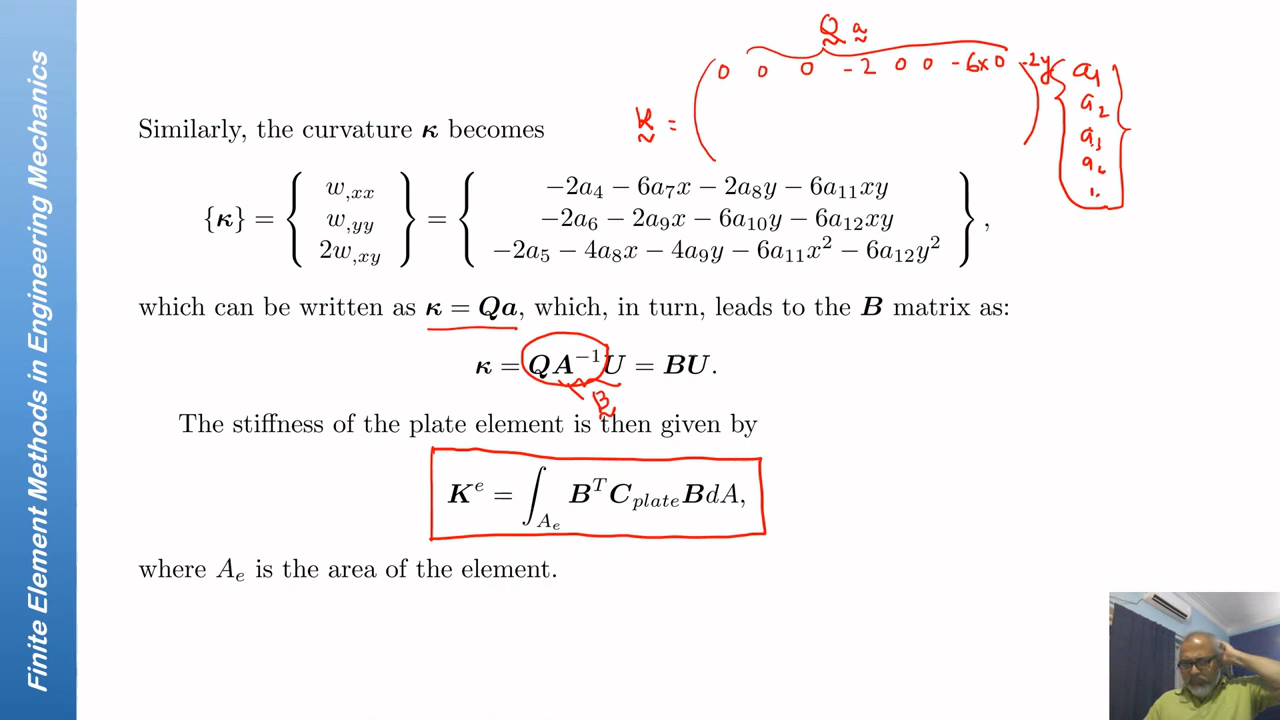 Finite Element Methods in Engineering Mechanics
Q a
κ = ( 0 0 0 -2 0 0 -6x 0 -2y ) { a₁
a₂
a₃
a₄
Similarly, the curvature κ becomes
{κ} = { w,xx w,yy 2w,xy } = { −2a₄ − 6a₇x − 2a₈y − 6a₁₁xy
−2a₆ − 2a₉x − 6a₁₀y − 6a₁₂xy
−2a₅ − 4a₈x − 4a₉y − 6a₁₁x² − 6a₁₂y² } ,
which can be written as κ = Qa, which, in turn, leads to the B matrix as:
κ = QA⁻¹U = BU.
B
The stiffness of the plate element is then given by
Kᵉ = ∫_Aₑ Bᵀ C_plate B dA,
where Aₑ is the area of the element.